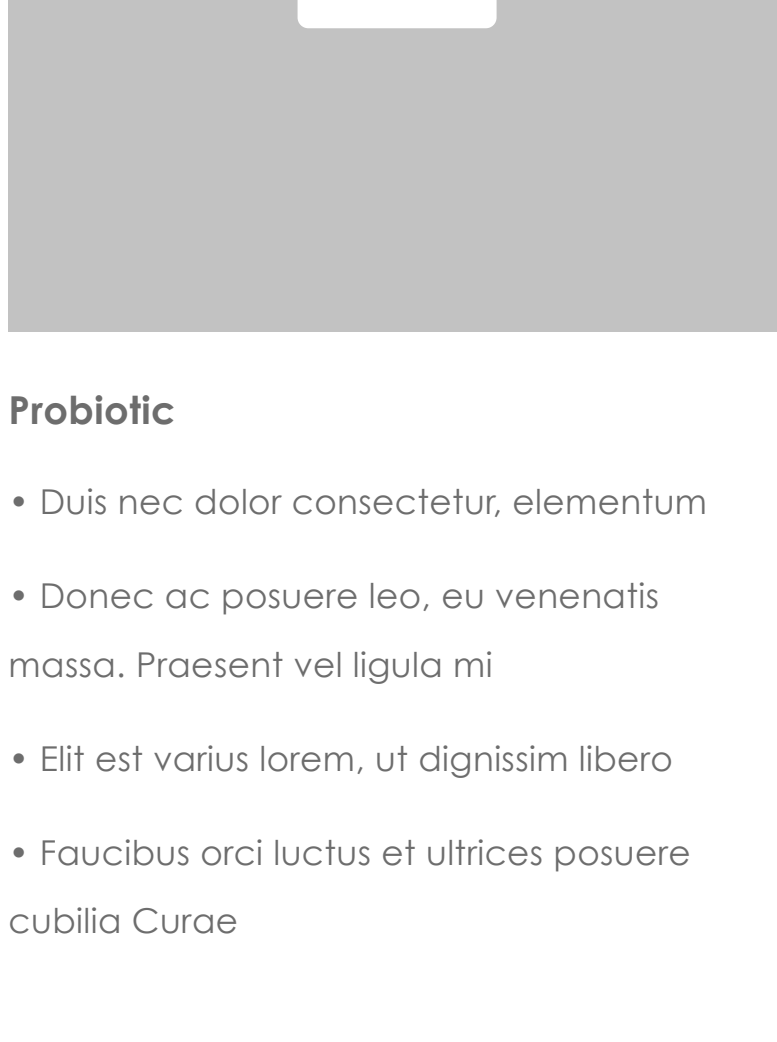 Probiotic
• Duis nec dolor consectetur, elementum
• Donec ac posuere leo, eu venenatis
massa. Praesent vel ligula mi
• Elit est varius lorem, ut dignissim libero
• Faucibus orci luctus et ultrices posuere
cubilia Curae